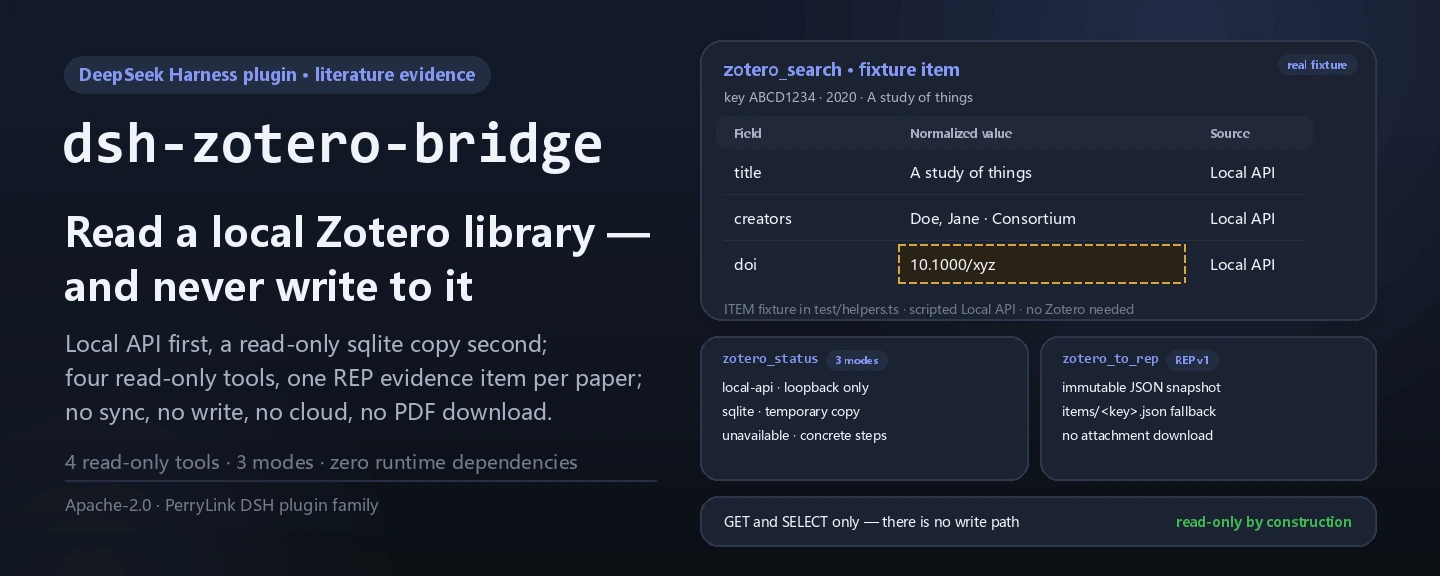 DeepSeek Harness plugin • literature evidence
dsh-zotero-bridge
Read a local Zotero library —
and never write to it
Local API first, a read-only sqlite copy second;
four read-only tools, one REP evidence item per paper;
no sync, no write, no cloud, no PDF download.
4 read-only tools · 3 modes · zero runtime dependencies
Apache-2.0 · PerryLink DSH plugin family
zotero_search • fixture item
real fixture
key ABCD1234 · 2020 · A study of things
Field Normalized value Source
title A study of things Local API
creators Doe, Jane · Consortium Local API
doi 10.1000/xyz Local API
ITEM fixture in test/helpers.ts · scripted Local API · no Zotero needed
zotero_status 3 modes
local-api · loopback only
sqlite · temporary copy
unavailable · concrete steps
zotero_to_rep REP v1
immutable JSON snapshot
items/<key>.json fallback
no attachment download
GET and SELECT only — there is no write path
read-only by construction